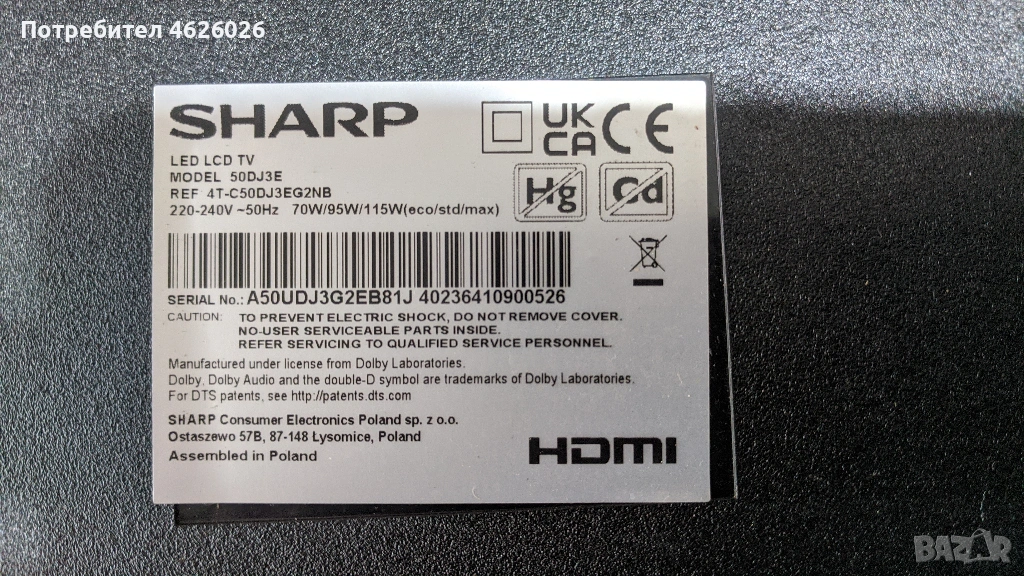 Потребител 4626026
SHARP
UK
CA CE
LED LCD TV
MODEL 50DJ3E
REF 4T-C50DJ3EG2NB
220-240V ~50Hz 70W/95W/115W(eco/std/max)
Hg Cd
SERIAL No.: A50UDJ3G2EB81J 40236410900526
CAUTION: TO PREVENT ELECTRIC SHOCK, DO NOT REMOVE COVER.
NO-USER SERVICEABLE PARTS INSIDE.
REFER SERVICING TO QUALIFIED SERVICE PERSONNEL.
Manufactured under license from Dolby Laboratories.
Dolby, Dolby Audio and the double-D symbol are trademarks of Dolby Laboratories.
For DTS patents, see http://patents.dts.com
SHARP Consumer Electronics Poland sp. z o.o.
Ostaszewo 57B, 87-148 Lysomice, Poland
Assembled in Poland
HDMI
BAZAR